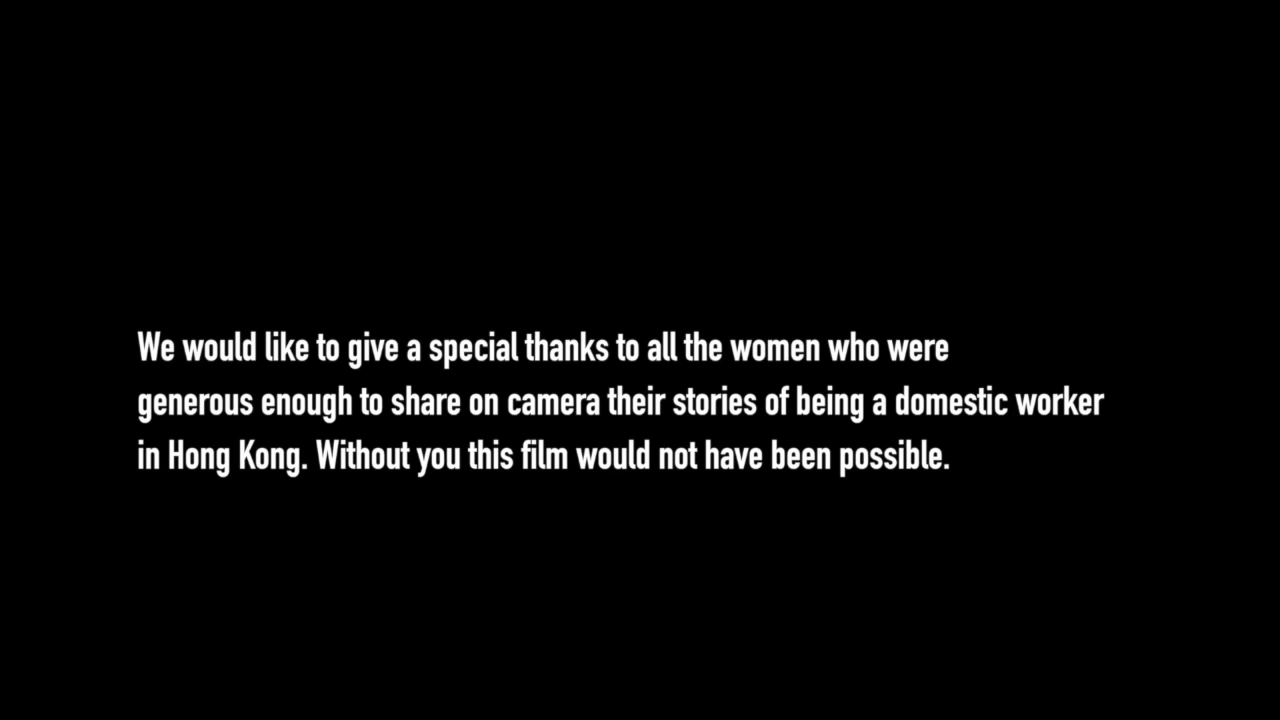 We would like to give a special thanks to all the women who were
generous enough to share on camera their stories of being a domestic worker
in Hong Kong. Without you this film would not have been possible.